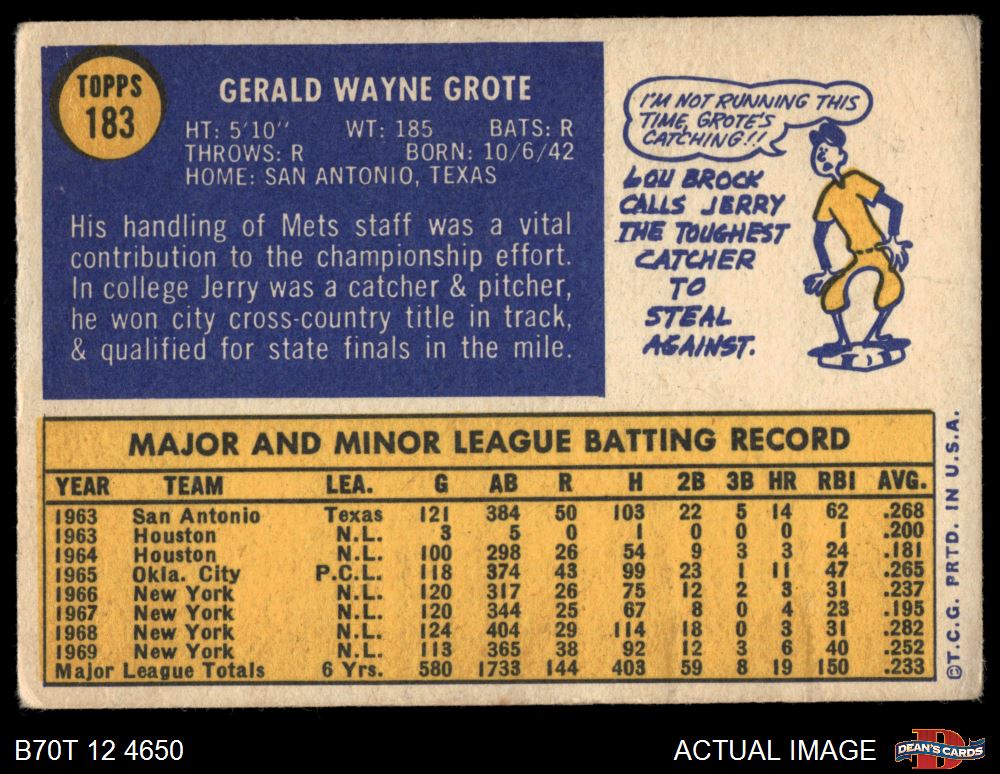 TOPPS
183
GERALD WAYNE GROTE
HT: 5'10" WT: 185 BATS: R
THROWS: R BORN: 10/6/42
HOME: SAN ANTONIO, TEXAS
His handling of Mets staff was a vital
contribution to the championship effort.
In college Jerry was a catcher & pitcher,
he won city cross-country title in track,
& qualified for state finals in the mile.
I'M NOT RUNNING THIS
TIME, GROTE'S
CATCHING!!
LOU BROCK
CALLS JERRY
THE TOUGHEST
CATCHER
TO
STEAL
AGAINST.
MAJOR AND MINOR LEAGUE BATTING RECORD
YEAR TEAM LEA. G AB R H 2B 3B HR RBI AVG.
1963 San Antonio Texas 121 384 50 103 22 5 14 62 .268
1963 Houston N.L. 3 5 0 1 0 0 0 1 .200
1964 Houston N.L. 100 298 26 54 9 3 3 24 .181
1965 Okla. City P.C.L. 118 374 43 99 23 1 11 47 .265
1966 New York N.L. 120 317 26 75 12 2 3 31 .237
1967 New York N.L. 120 344 25 67 8 0 4 23 .195
1968 New York N.L. 124 404 29 114 18 0 3 31 .282
1969 New York N.L. 113 365 38 92 12 3 6 40 .252
Major League Totals 6 Yrs. 580 1733 144 403 59 8 19 150 .233
©T.C.G. PRTD. IN U.S.A.
B70T 12 4650
ACTUAL IMAGE
D
DEAN'S CARDS